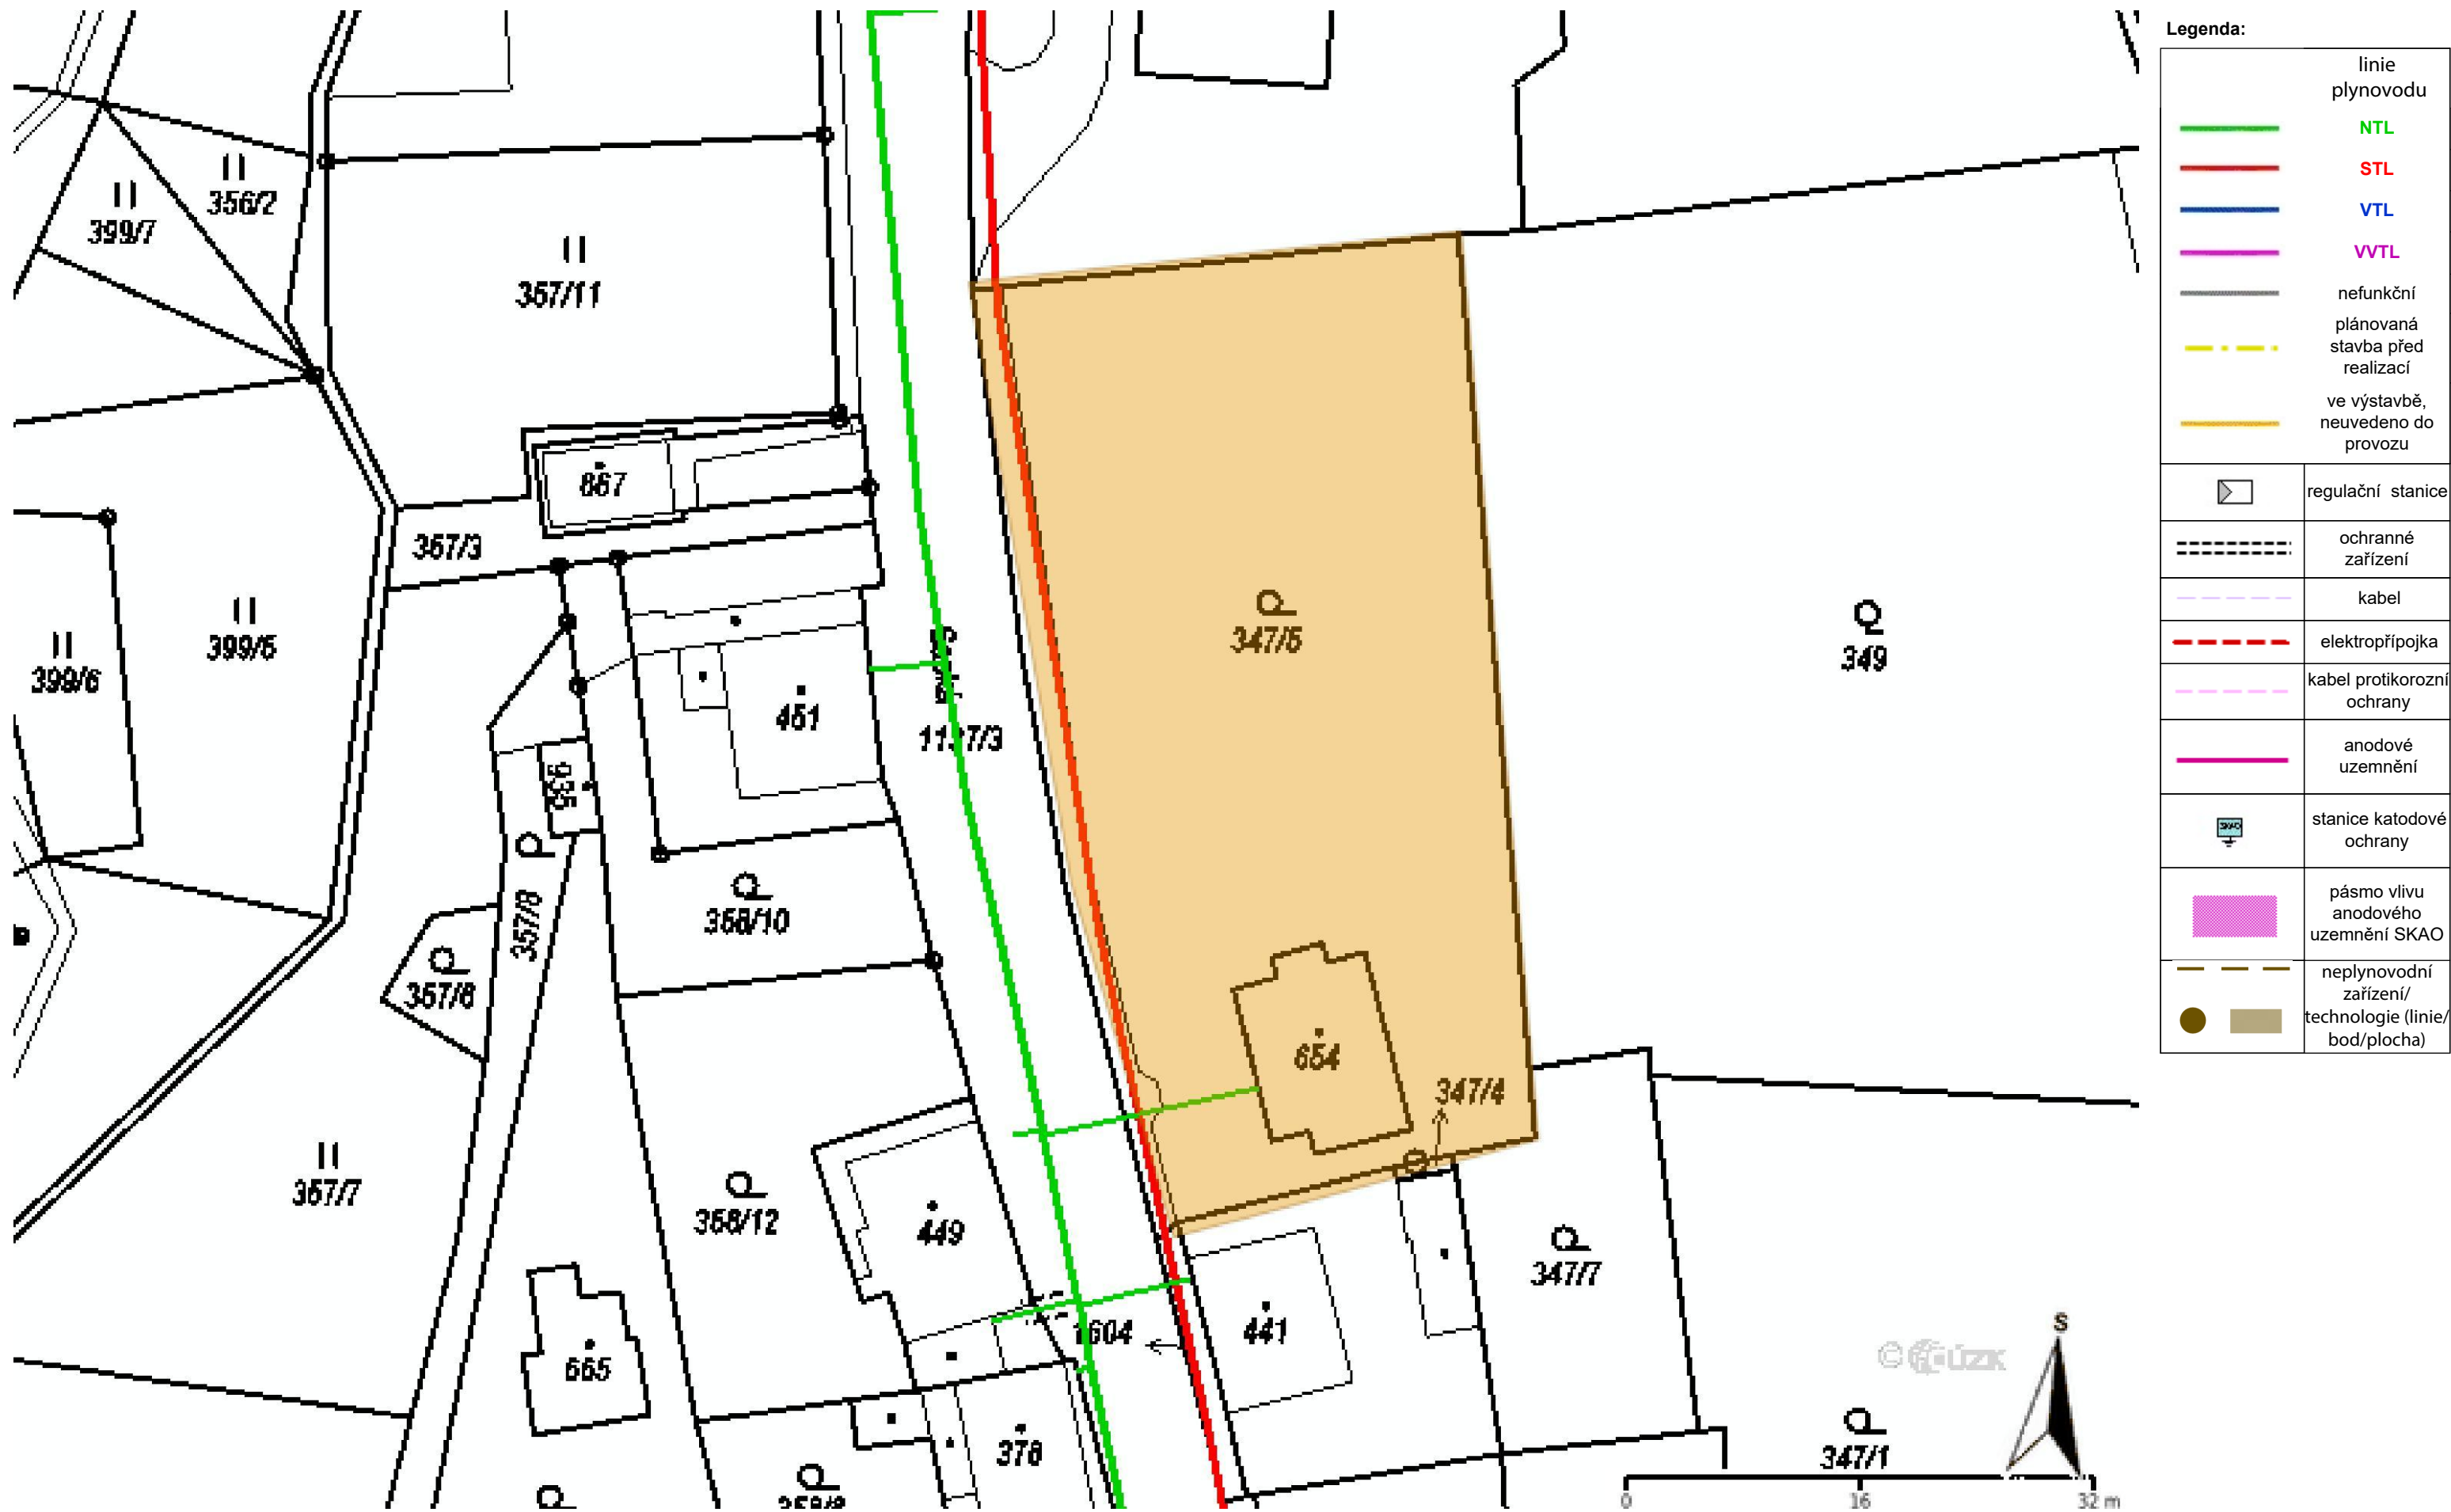 Legenda:
linie
plynovodu
NTL
STL
VTL
VVTL
nefunkční
plánovaná
stavba před
realizací
ve výstavbě,
neuvedeno do
provozu
regulační stanice
ochranné
zařízení
kabel
elektropřípojka
kabel protikorozní
ochrany
anodové
uzemnění
SKAO
stanice katodové
ochrany
pásmo vlivu
anodového
uzemnění SKAO
neplynovodní
zařízení/
technologie (linie/
bod/plocha)
356/2
399/7
357/11
667
357/3
399/5
399/6
347/5
349
451
935
358/10
357/8
357/6
654
347/4
357/7
358/12
449
347/7
1604
441
665
378
347/1
S
0
16
32 m